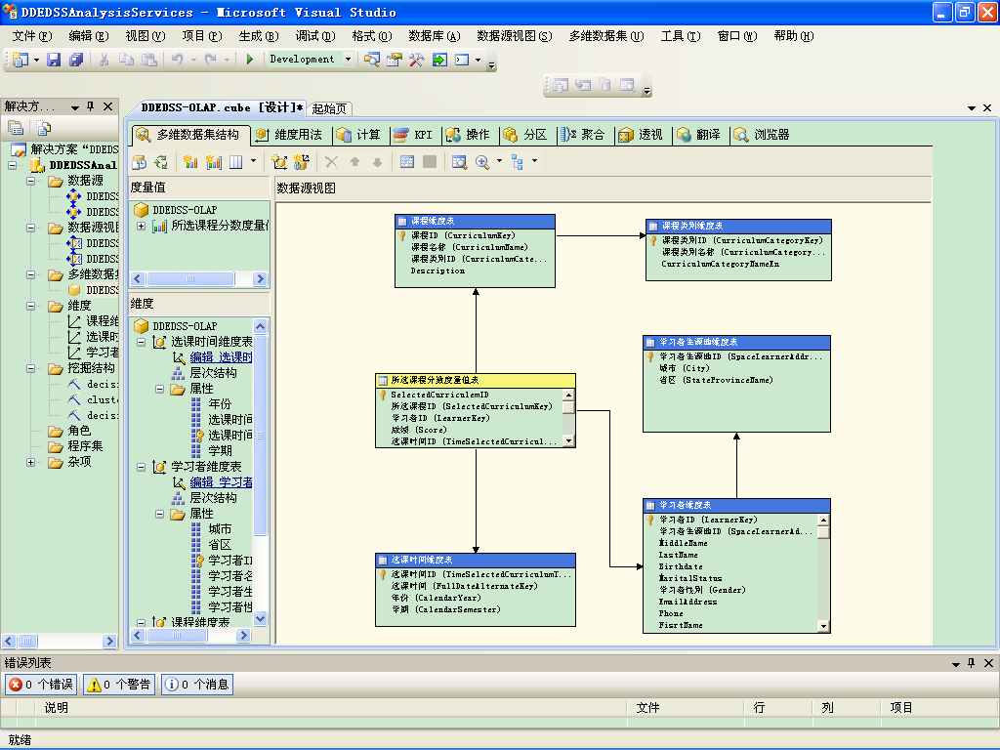 DDEDSSAnalysisServices - Microsoft Visual Studio
文件(F) 编辑(E) 视图(V) 项目(P) 生成(B) 调试(D) 格式(O) 数据库(A) 数据源视图(S) 多维数据集(U) 工具(T) 窗口(W) 帮助(H)
Development
解决方...
解决方案“DDEDS
DDEDSSAnal
数据源
DDEDSS
DDEDSS
数据源视图
DDEDSS
DDEDSS
多维数据集
DDEDSS
维度
课程维
选课时
学习者
挖掘结构
decis
clust
decis
角色
程序集
杂项
DDEDSS-OLAP.cube [设计]* 起始页
多维数据集结构 维度用法 计算 KPI 操作 分区 聚合 透视 翻译 浏览器
度量值
DDEDSS-OLAP
所选课程分数度量值
维度
DDEDSS-OLAP
选课时间维度表
编辑 选课时
层次结构
属性
年份
选课时间
选课时间
学期
学习者维度表
编辑 学习者
层次结构
属性
城市
省区
学习者ID
学习者名
学习者生
学习者性
课程维度表
数据源视图
课程维度表
课程ID (CurriculumKey)
课程名称 (CurriculumName)
课程类别ID (CurriculumCate...
Description
课程类别维度表
课程类别ID (CurriculumCategoryKey)
课程类别名称 (CurriculumCategory...
CurriculumCategoryNameEn
所选课程分数度量值表
SelectedCurriculemID
所选课程ID (SelectedCurriculumKey)
学习者ID (LearnerKey)
成绩 (Score)
选课时间ID (TimeSelectedCurricul...
学习者生源地维度表
学习者生源地ID (SpaceLearnerAddr...
城市 (City)
省区 (StateProvinceName)
选课时间维度表
选课时间ID (TimeSelectedCurriculumT...
选课时间 (FullDateAlternateKey)
年份 (CalendarYear)
学期 (CalendarSemester)
学习者维度表
学习者ID (LearnerKey)
学习者生源地ID (SpaceLearnerAd...
MiddleName
LastName
Birthdate
MaritalStatus
学习者性别 (Gender)
EmailAddress
Phone
FisrtName
错误列表
0 个错误 0 个警告 0 个消息
说明 文件 行 列 项目
就绪